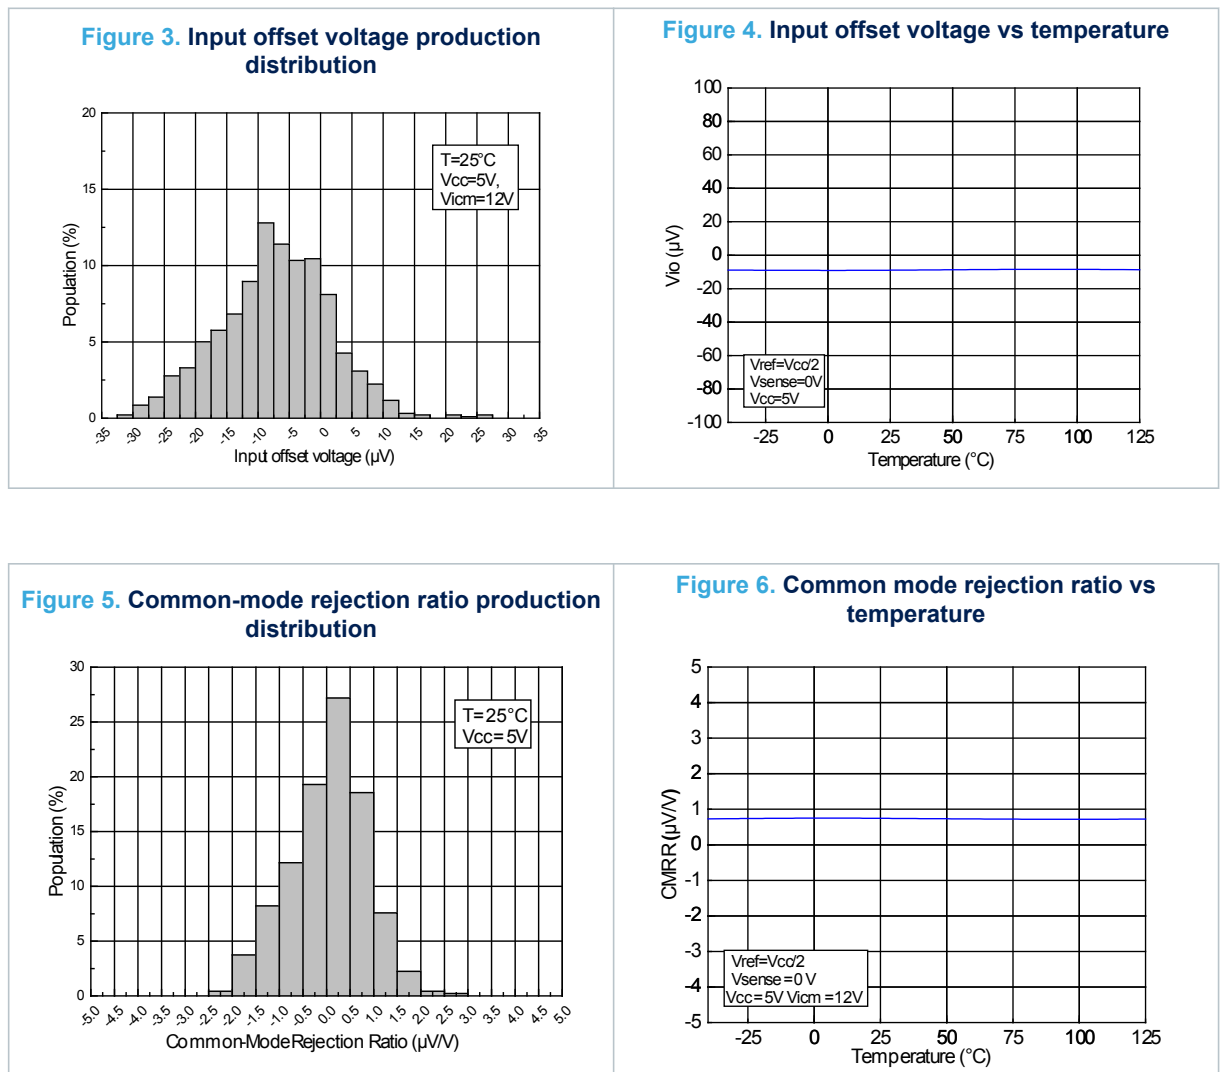 Figure 3. Input offset voltage production
distribution
20
15
10
5
0
Population (%)
T=25°C
Vcc=5V,
Vicm=12V
-35 -30 -25 -20 -15 -10 -5 0 5 10 15 20 25 30 35
Input offset voltage (µV)
Figure 4. Input offset voltage vs temperature
100
80
60
40
20
0
-20
-40
-60
-80
-100
Vio (µV)
Vref=Vcc/2
Vsense=0V
Vcc=5V
-25 0 25 50 75 100 125
Temperature (°C)
Figure 5. Common-mode rejection ratio production
distribution
30
25
20
15
10
5
0
Population (%)
T=25°C
Vcc=5V
-5.0 -4.5 -4.0 -3.5 -3.0 -2.5 -2.0 -1.5 -1.0 -0.5 0.0 0.5 1.0 1.5 2.0 2.5 3.0 3.5 4.0 4.5 5.0
Common-Mode Rejection Ratio (µV/V)
Figure 6. Common mode rejection ratio vs
temperature
5
4
3
2
1
0
-1
-2
-3
-4
-5
CMRR (µV/V)
Vref=Vcc/2
Vsense=0 V
Vcc=5V Vicm=12V
-25 0 25 50 75 100 125
Temperature (°C)